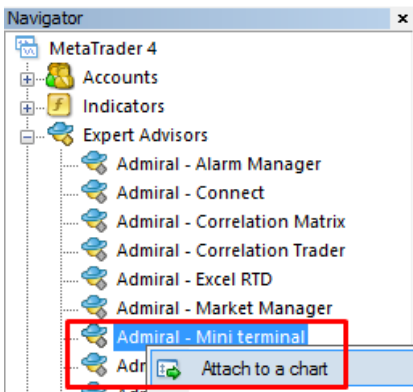 Navigator
MetaTrader 4
Accounts
Indicators
Expert Advisors
Admiral - Alarm Manager
Admiral - Connect
Admiral - Correlation Matrix
Admiral - Correlation Trader
Admiral - Excel RTD
Admiral - Market Manager
Admiral - Mini terminal
Adr
Attach to a chart